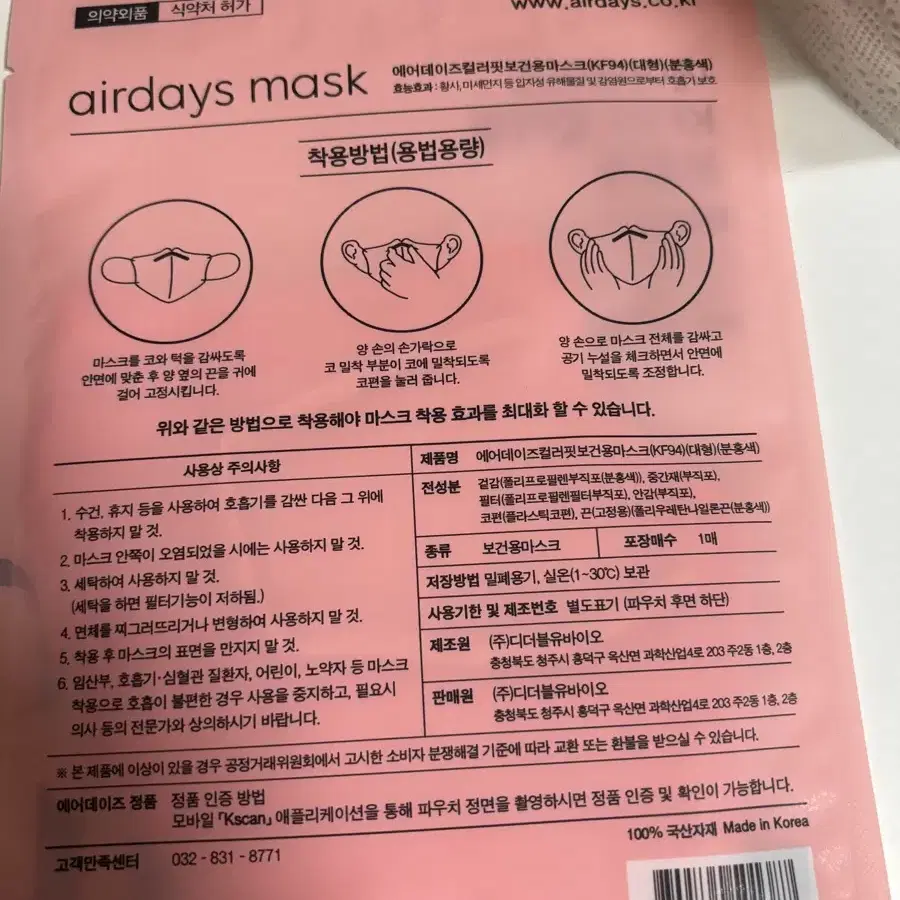 의약외품 식약처 허가
www.airdays.co.kr
airdays mask
에어데이즈컬러핏보건용마스크(KF94)(대형)(분홍색)
효능효과 : 황사, 미세먼지 등 입자성 유해물질 및 감염원으로부터 호흡기 보호
착용방법(용법용량)
마스크를 코와 턱을 감싸도록
안면에 맞춘 후 양 옆의 끈을 귀에
걸어 고정시킵니다.
양 손의 손가락으로
코 밀착 부분이 코에 밀착되도록
코편을 눌러 줍니다.
양 손으로 마스크 전체를 감싸고
공기 누설을 체크하면서 안면에
밀착되도록 조정합니다.
위와 같은 방법으로 착용해야 마스크 착용 효과를 최대화 할 수 있습니다.
사용상 주의사항
1. 수건, 휴지 등을 사용하여 호흡기를 감싼 다음 그 위에
착용하지 말 것.
2. 마스크 안쪽이 오염되었을 시에는 사용하지 말 것.
3. 세탁하여 사용하지 말 것.
(세탁을 하면 필터기능이 저하됨.)
4. 면체를 찌그러뜨리거나 변형하여 사용하지 말 것.
5. 착용 후 마스크의 표면을 만지지 말 것.
6. 임산부, 호흡기·심혈관 질환자, 어린이, 노약자 등 마스크
착용으로 호흡이 불편한 경우 사용을 중지하고, 필요시
의사 등의 전문가와 상의하시기 바랍니다.
제품명 에어데이즈컬러핏보건용마스크(KF94)(대형)(분홍색)
전성분 겉감(폴리프로필렌부직포(분홍색)), 중간재(부직포),
필터(폴리프로필렌필터부직포), 안감(부직포),
코편(플라스틱코편), 끈(고정용)(폴리우레탄나일론끈(분홍색))
종류 보건용마스크 포장매수 1매
저장방법 밀폐용기, 실온(1~30℃) 보관
사용기한 및 제조번호 별도표기 (파우치 후면 하단)
제조원 (주)디더블유바이오
충청북도 청주시 흥덕구 옥산면 과학산업4로 203 주2동 1층, 2층
판매원 (주)디더블유바이오
충청북도 청주시 흥덕구 옥산면 과학산업4로 203 주2동 1층, 2층
※ 본 제품에 이상이 있을 경우 공정거래위원회에서 고시한 소비자 분쟁해결 기준에 따라 교환 또는 환불을 받으실 수 있습니다.
에어데이즈 정품 정품 인증 방법
모바일 「Kscan」 애플리케이션을 통해 파우치 정면을 촬영하시면 정품 인증 및 확인이 가능합니다.
100% 국산자재 Made in Korea
고객만족센터 032 - 831 - 8771